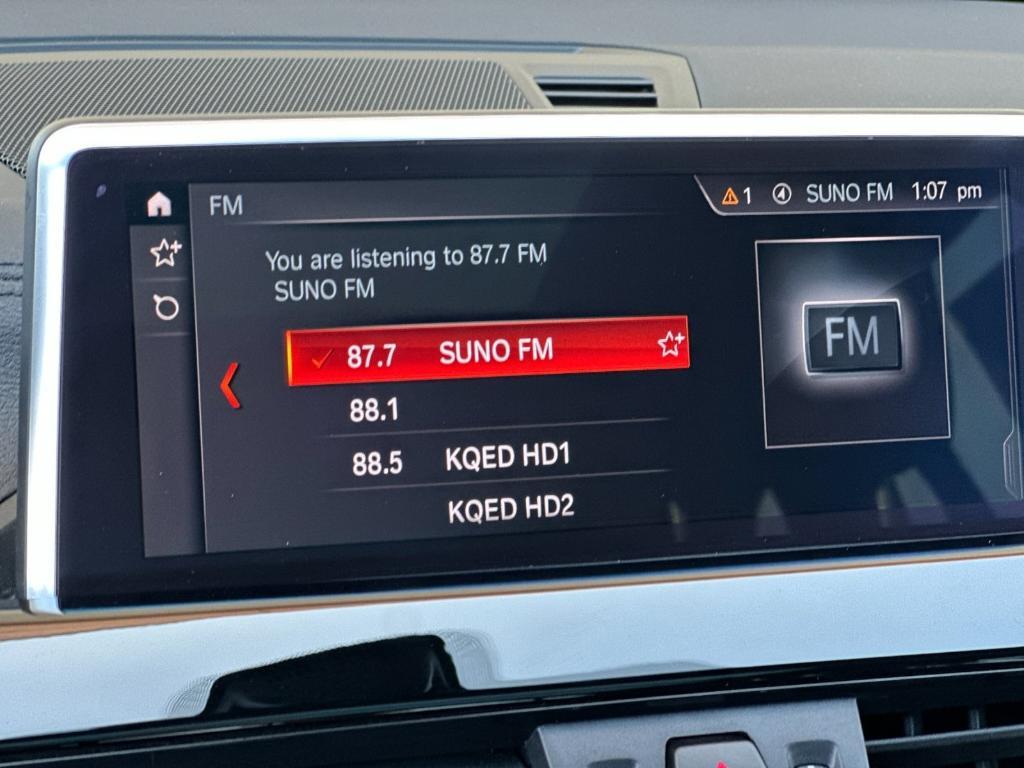 FM
1 SUNO FM 1:07 pm
You are listening to 87.7 FM
SUNO FM
87.7 SUNO FM
88.1
88.5 KQED HD1
KQED HD2
FM